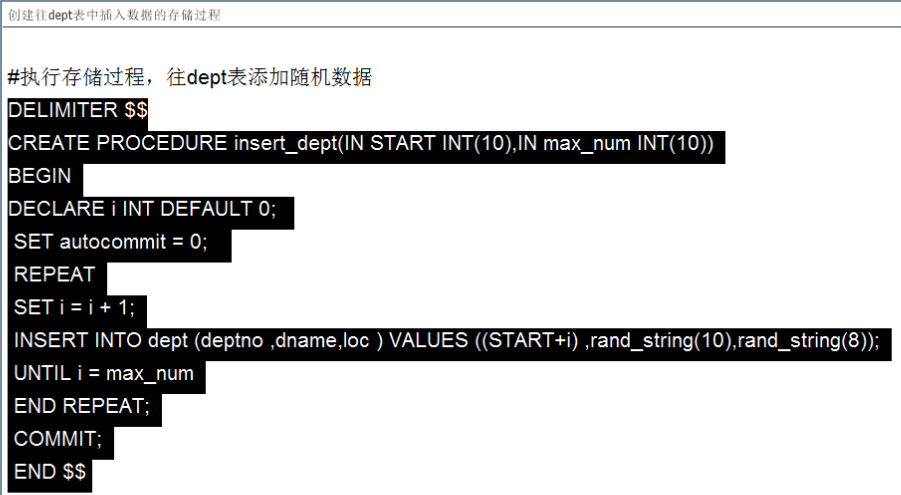 创建往dept表中插入数据的存储过程
#执行存储过程，往dept表添加随机数据
DELIMITER $$
CREATE PROCEDURE insert_dept(IN START INT(10),IN max_num INT(10))
BEGIN
DECLARE i INT DEFAULT 0;
SET autocommit = 0;
REPEAT
SET i = i + 1;
INSERT INTO dept (deptno ,dname,loc ) VALUES ((START+i) ,rand_string(10),rand_string(8));
UNTIL i = max_num
END REPEAT;
COMMIT;
END $$